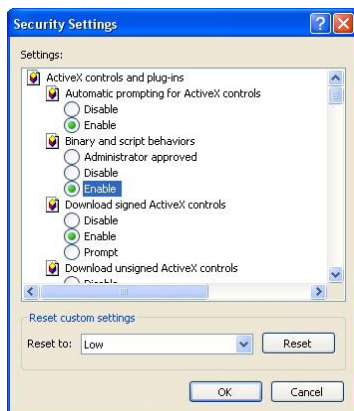 Security Settings
Settings:
ActiveX controls and plug-ins
Automatic prompting for ActiveX controls
Disable
Enable
Binary and script behaviors
Administrator approved
Disable
Enable
Download signed ActiveX controls
Disable
Enable
Prompt
Download unsigned ActiveX controls
Reset custom settings
Reset to: Low Reset
OK Cancel